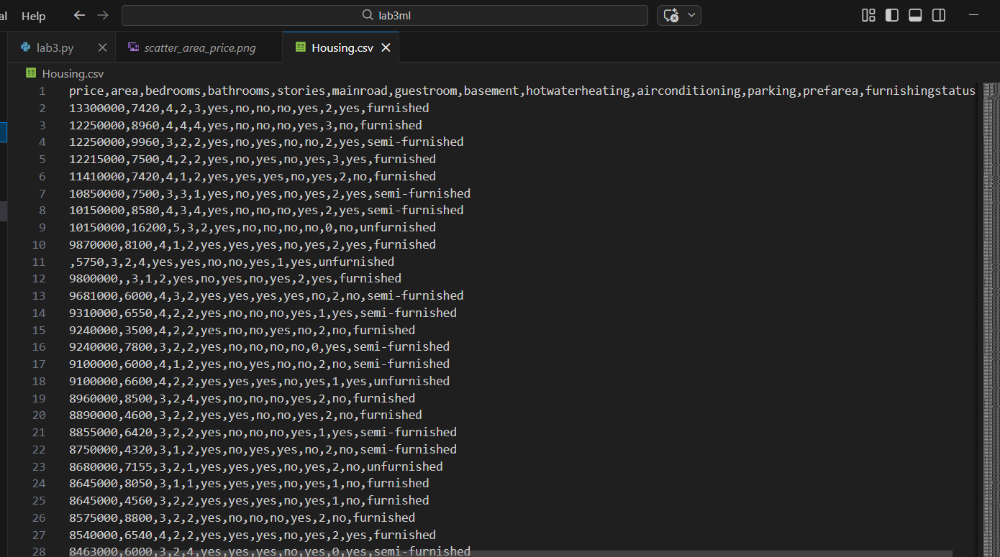 al Help lab3ml
lab3.py scatter_area_price.png Housing.csv
Housing.csv
1 price,area,bedrooms,bathrooms,stories,mainroad,guestroom,basement,hotwaterheating,airconditioning,parking,prefarea,furnishingstatus
2 13300000,7420,4,2,3,yes,no,no,no,yes,2,yes,furnished
3 12250000,8960,4,4,4,yes,no,no,no,yes,3,no,furnished
4 12250000,9960,3,2,2,yes,no,yes,no,no,2,yes,semi-furnished
5 12215000,7500,4,2,2,yes,no,yes,no,yes,3,yes,furnished
6 11410000,7420,4,1,2,yes,yes,yes,no,yes,2,no,furnished
7 10850000,7500,3,3,1,yes,no,yes,no,yes,2,yes,semi-furnished
8 10150000,8580,4,3,4,yes,no,no,no,yes,2,yes,semi-furnished
9 10150000,16200,5,3,2,yes,no,no,no,no,0,no,unfurnished
10 9870000,8100,4,1,2,yes,yes,yes,no,yes,2,yes,furnished
11 ,5750,3,2,4,yes,yes,no,no,yes,1,yes,unfurnished
12 9800000,,3,1,2,yes,no,yes,no,yes,2,yes,furnished
13 9681000,6000,4,3,2,yes,yes,yes,yes,no,2,no,semi-furnished
14 9310000,6550,4,2,2,yes,no,no,no,yes,1,yes,semi-furnished
15 9240000,3500,4,2,2,yes,no,no,yes,no,2,no,furnished
16 9240000,7800,3,2,2,yes,no,no,no,no,0,yes,semi-furnished
17 9100000,6000,4,1,2,yes,no,yes,no,no,2,no,semi-furnished
18 9100000,6600,4,2,2,yes,yes,yes,no,yes,1,yes,unfurnished
19 8960000,8500,3,2,4,yes,no,no,no,yes,2,no,furnished
20 8890000,4600,3,2,2,yes,yes,no,no,yes,2,no,furnished
21 8855000,6420,3,2,2,yes,no,no,no,yes,1,yes,semi-furnished
22 8750000,4320,3,1,2,yes,no,yes,yes,no,2,no,semi-furnished
23 8680000,7155,3,2,1,yes,yes,yes,no,yes,2,no,unfurnished
24 8645000,8050,3,1,1,yes,yes,yes,no,yes,1,no,furnished
25 8645000,4560,3,2,2,yes,yes,yes,no,yes,1,no,furnished
26 8575000,8800,3,2,2,yes,no,no,no,yes,2,no,furnished
27 8540000,6540,4,2,2,yes,yes,yes,no,yes,2,yes,furnished
28 8463000,6000,3,2,4,yes,yes,yes,no,yes,0,yes,semi-furnished